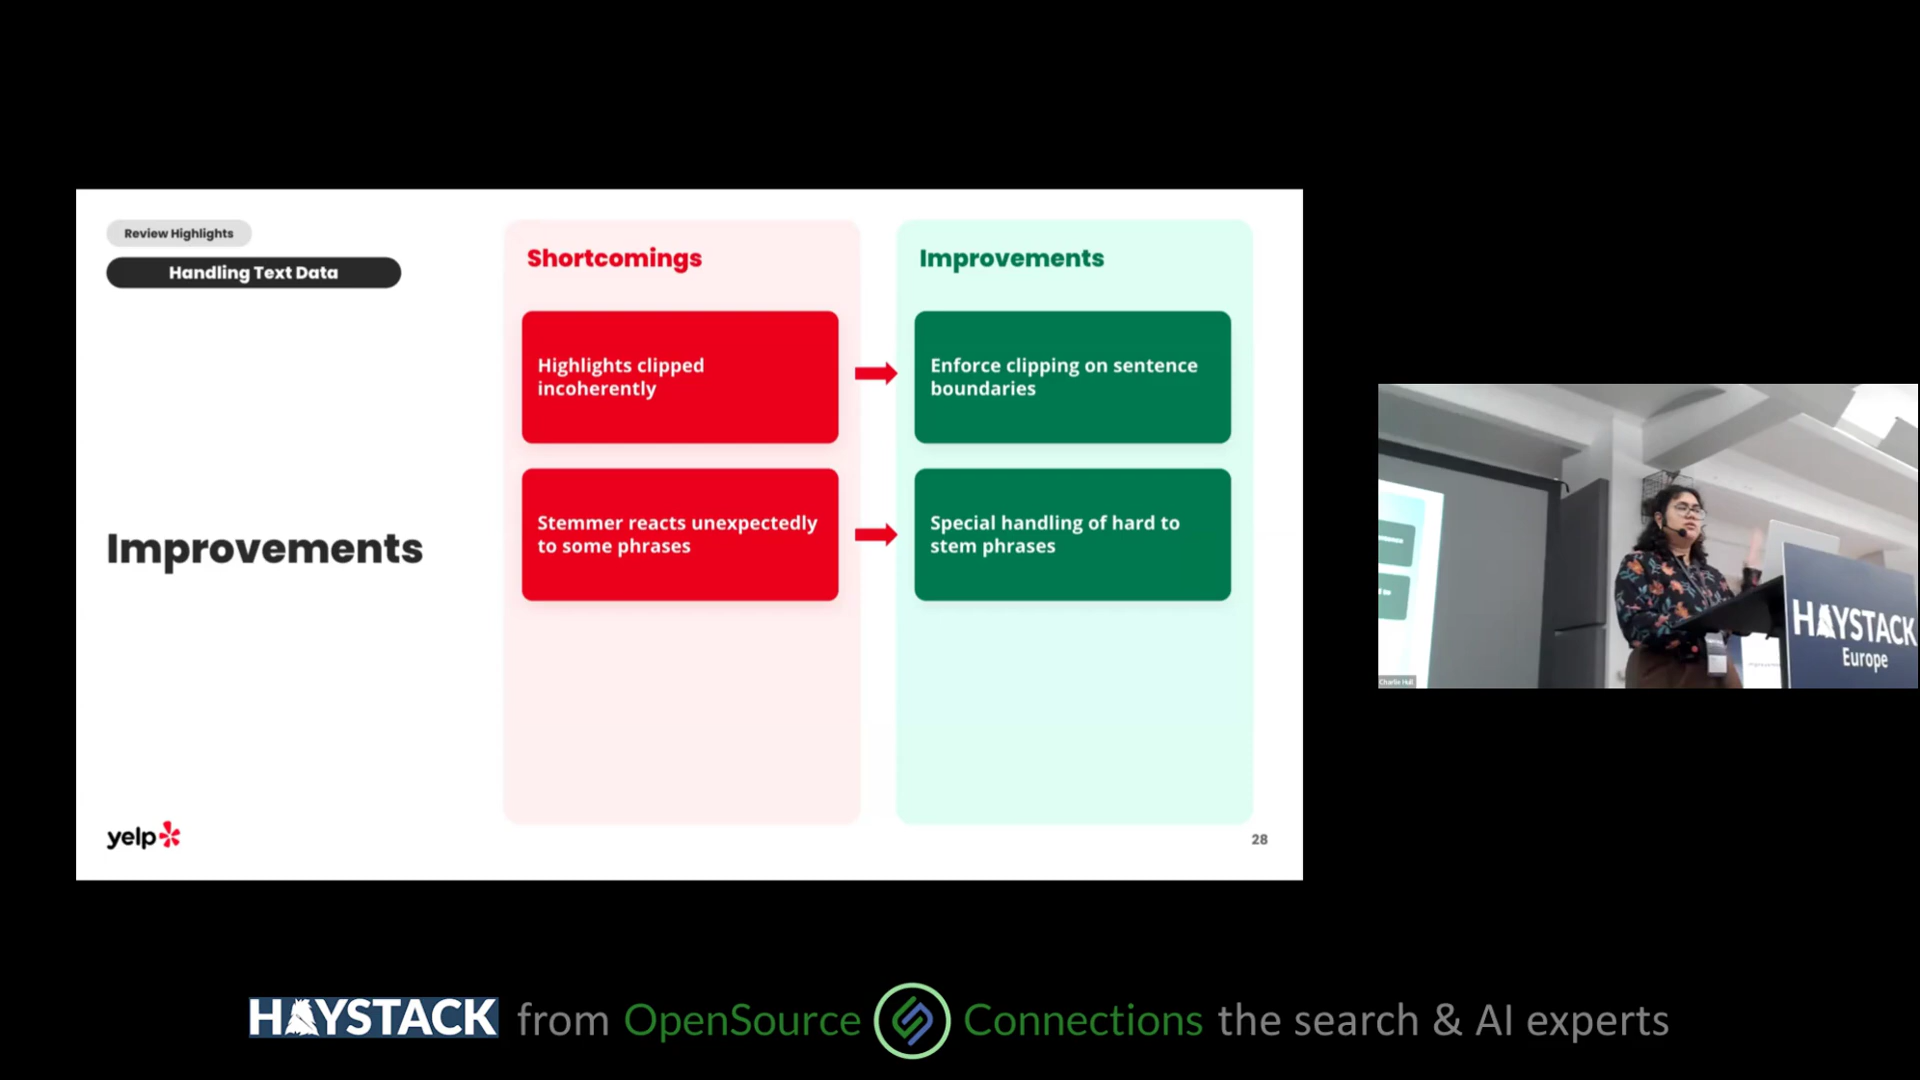 Review Highlights
Handling Text Data
Improvements
yelp
Shortcomings
Highlights clipped
incoherently
Stemmer reacts unexpectedly
to some phrases
Improvements
Enforce clipping on sentence
boundaries
Special handling of hard to
stem phrases
28
HAYSTACK
Europe
Charlie Hull
HAYSTACK from OpenSource Connections the search & AI experts